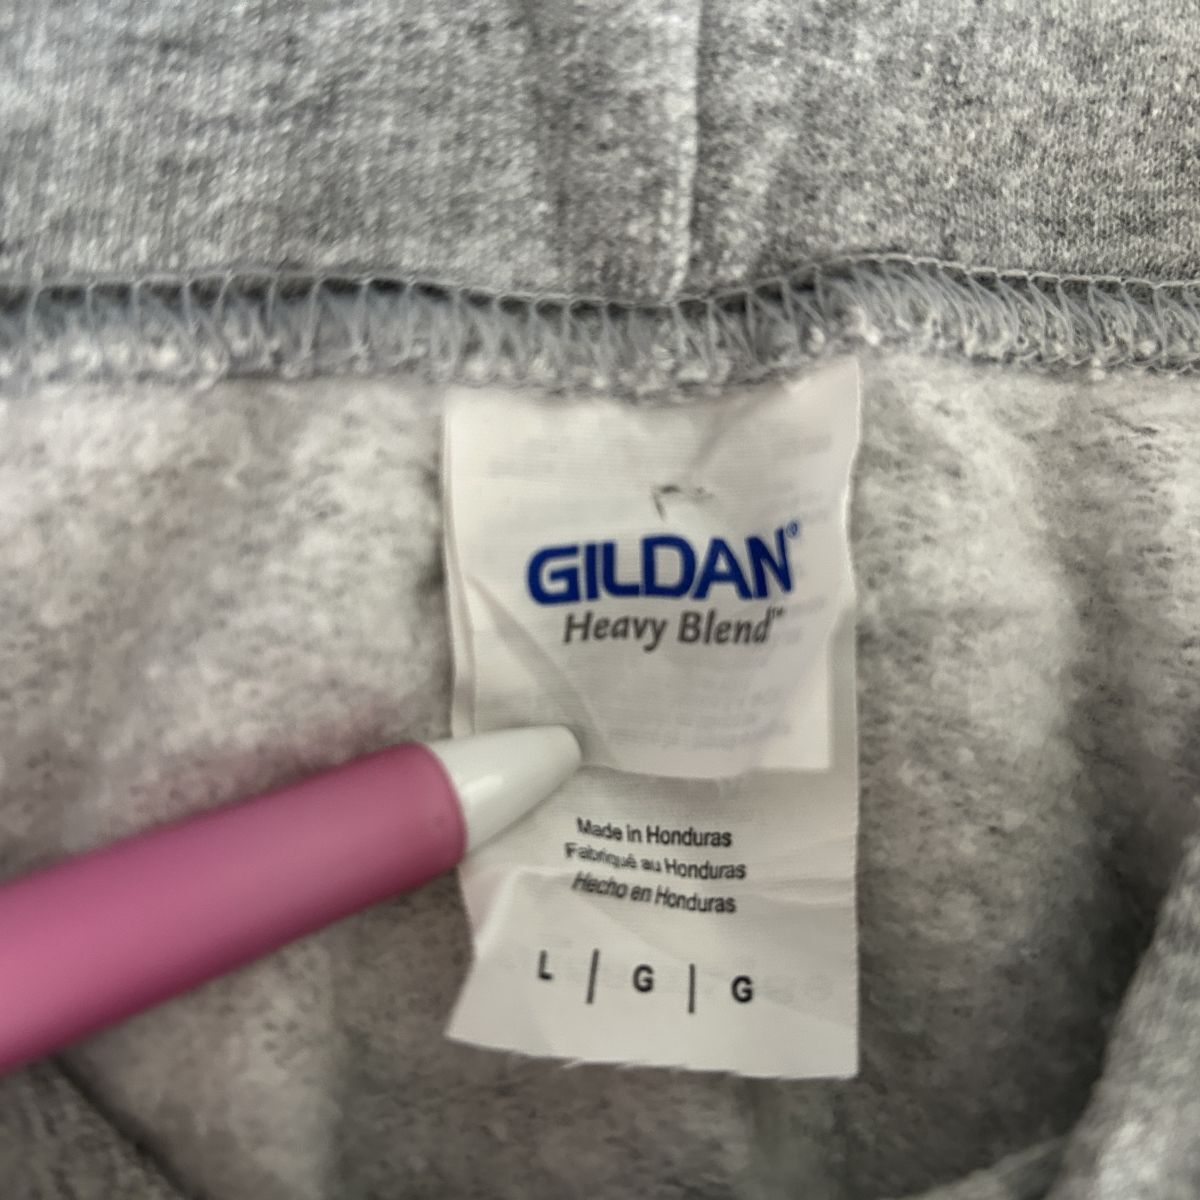 GILDAN®
Heavy Blend™
Made in Honduras
Fabriqué au Honduras
Hecho en Honduras
L | G | G